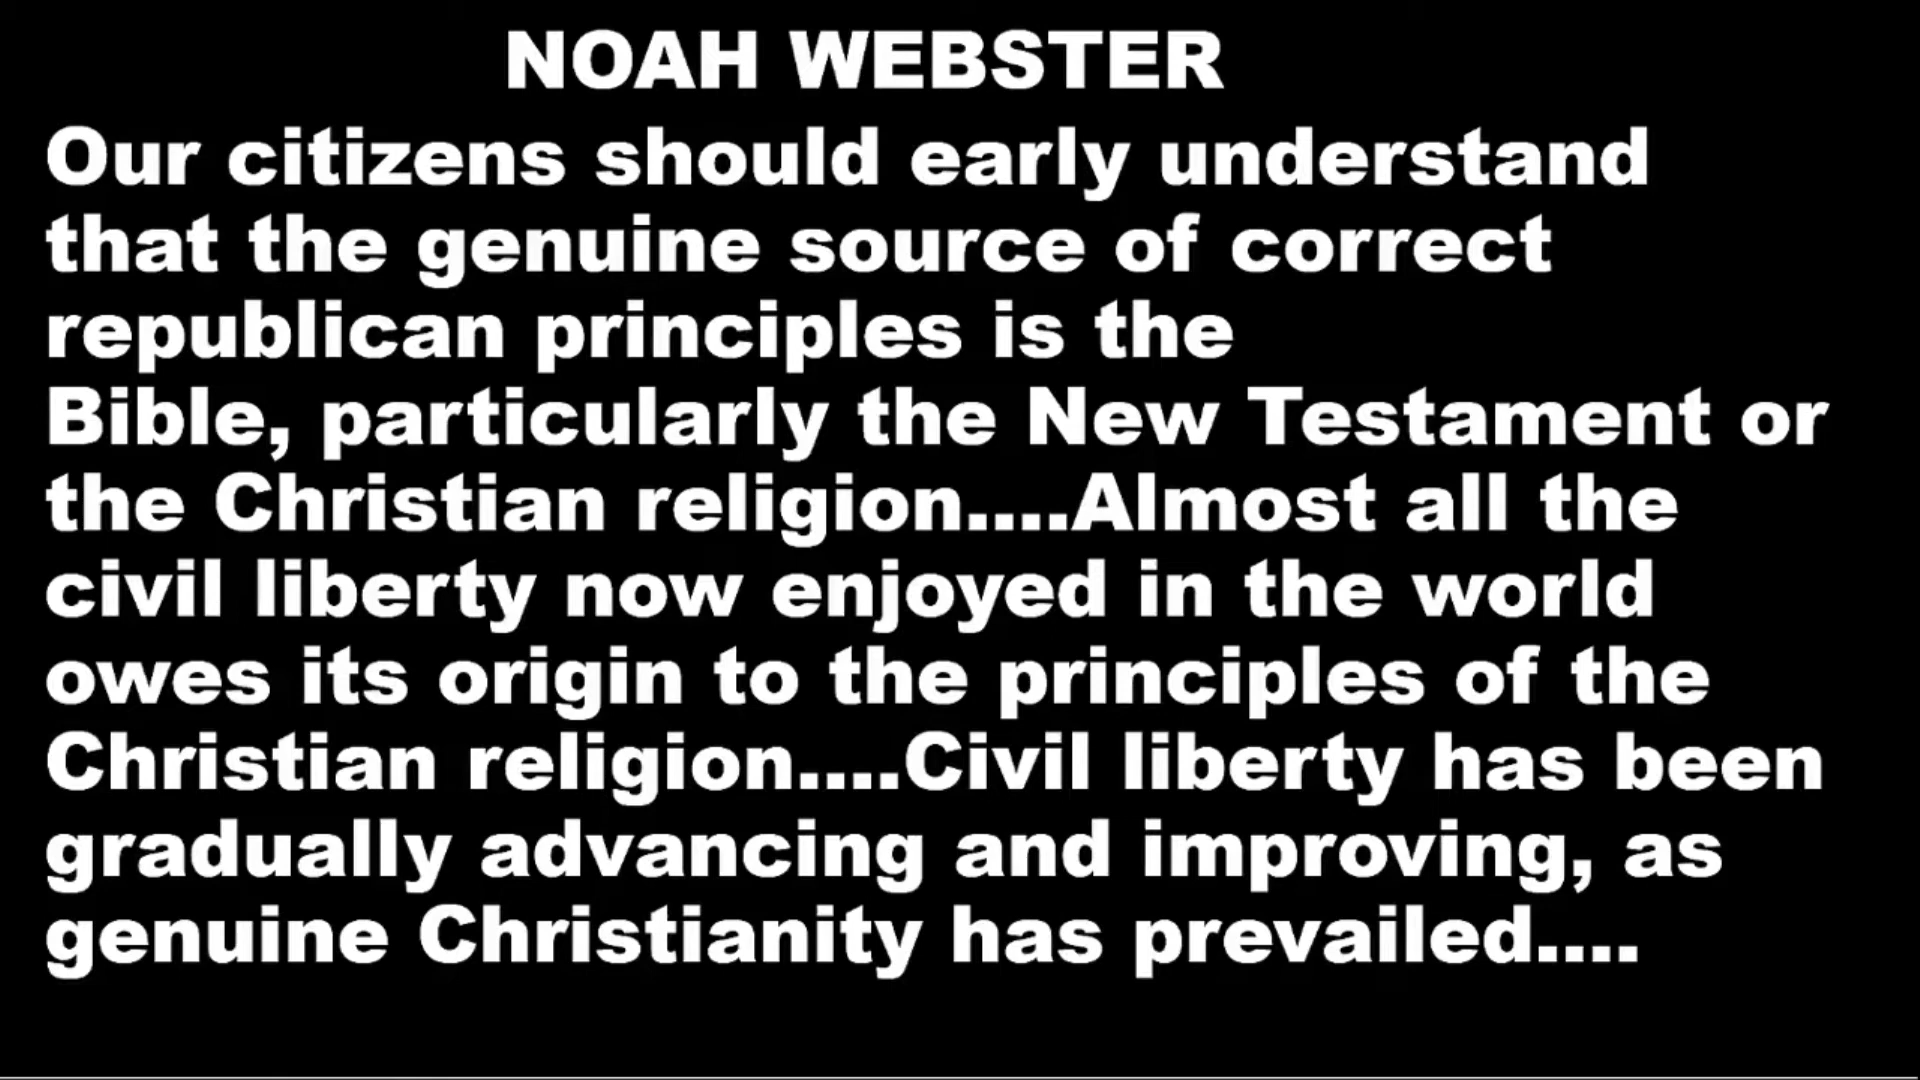 NOAH WEBSTER
Our citizens should early understand
that the genuine source of correct
republican principles is the
Bible, particularly the New Testament or
the Christian religion....Almost all the
civil liberty now enjoyed in the world
owes its origin to the principles of the
Christian religion....Civil liberty has been
gradually advancing and improving, as
genuine Christianity has prevailed....